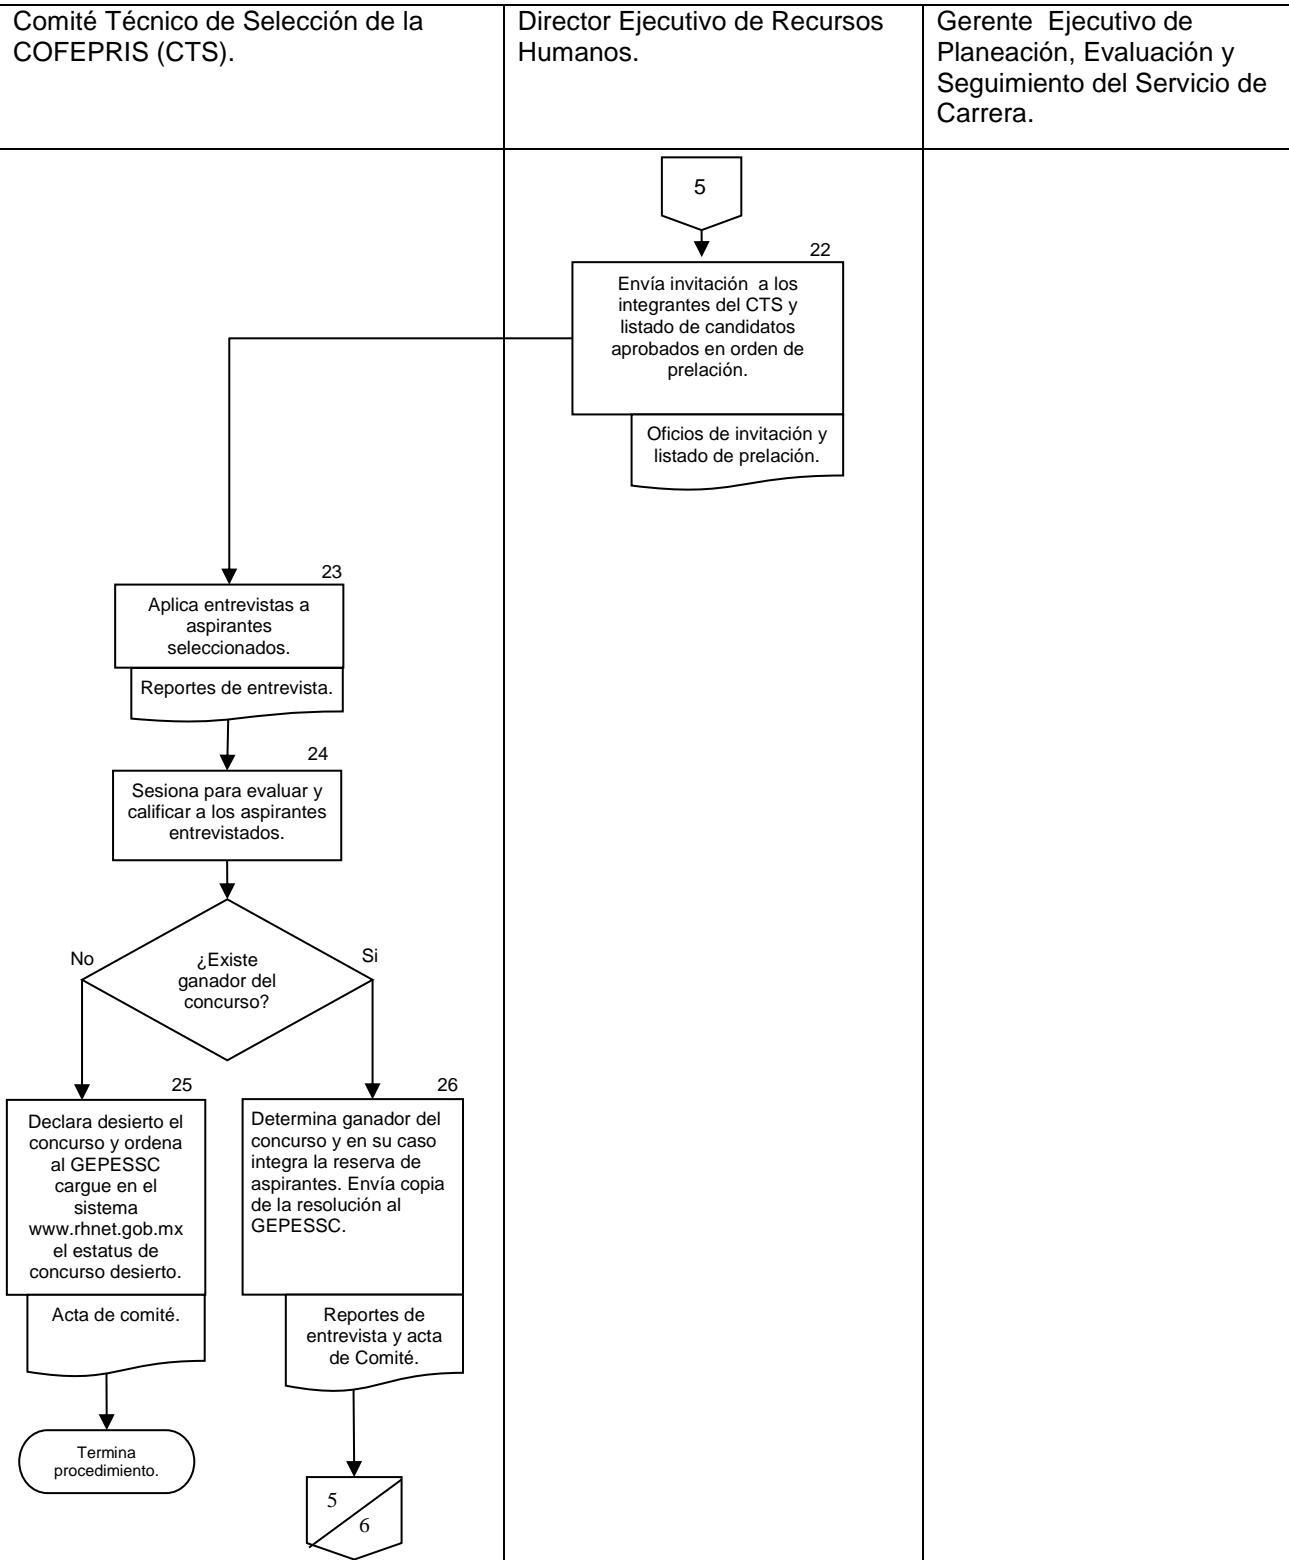 Comité Técnico de Selección de la
COFEPRIS (CTS).
Director Ejecutivo de Recursos
Humanos.
Gerente  Ejecutivo de
Planeación, Evaluación y
Seguimiento del Servicio de
Carrera.
5
22
Envía invitación  a los
integrantes del CTS y
listado de candidatos
aprobados en orden de
prelación.
Oficios de invitación y
listado de prelación.
23
Aplica entrevistas a
aspirantes
seleccionados.
Reportes de entrevista.
24
Sesiona para evaluar y
calificar a los aspirantes
entrevistados.
No
¿Existe
ganador del
concurso?
Si
25
Declara desierto el
concurso y ordena
al GEPESSC
cargue en el
sistema
www.rhnet.gob.mx
el estatus de
concurso desierto.
Acta de comité.
Termina
procedimiento.
26
Determina ganador del
concurso y en su caso
integra la reserva de
aspirantes. Envía copia
de la resolución al
GEPESSC.
Reportes de
entrevista y acta
de Comité.
5
6